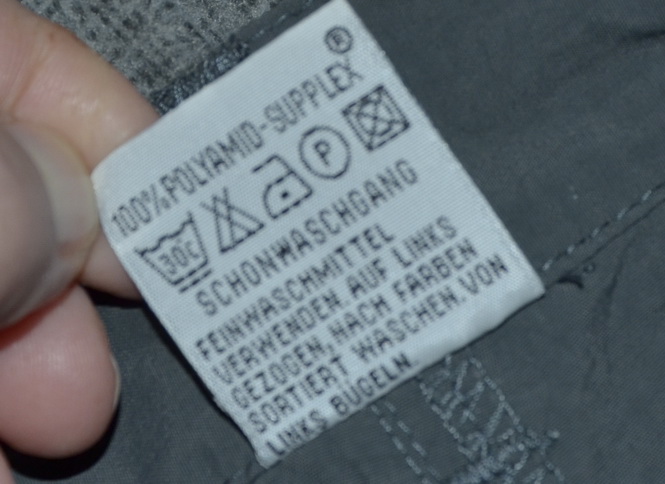 100% POLYAMID-SUPPLEX®
30C P
SCHONWASCHGANG
FEINWASCHMITTEL
VERWENDEN AUF LINKS
GEZOGEN, NACH FARBEN
SORTIERT WASCHEN, VON
LINKS BÜGELN.